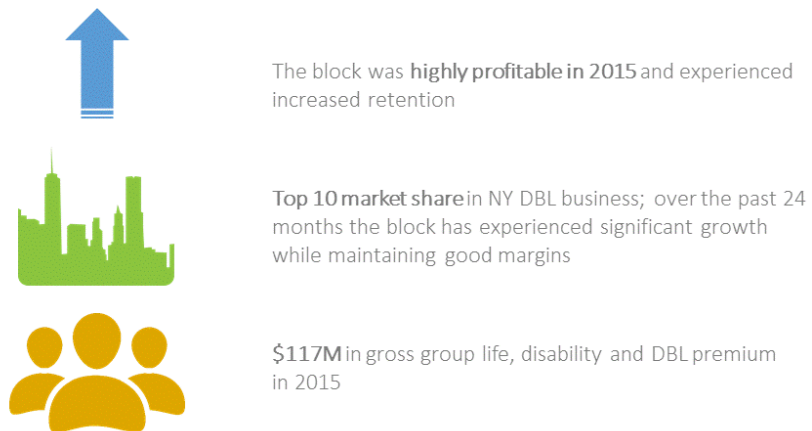 The block was highly profitable in 2015 and experienced
increased retention
Top 10 market share in NY DBL business; over the past 24
months the block has experienced significant growth
while maintaining good margins
$117M in gross group life, disability and DBL premium
in 2015